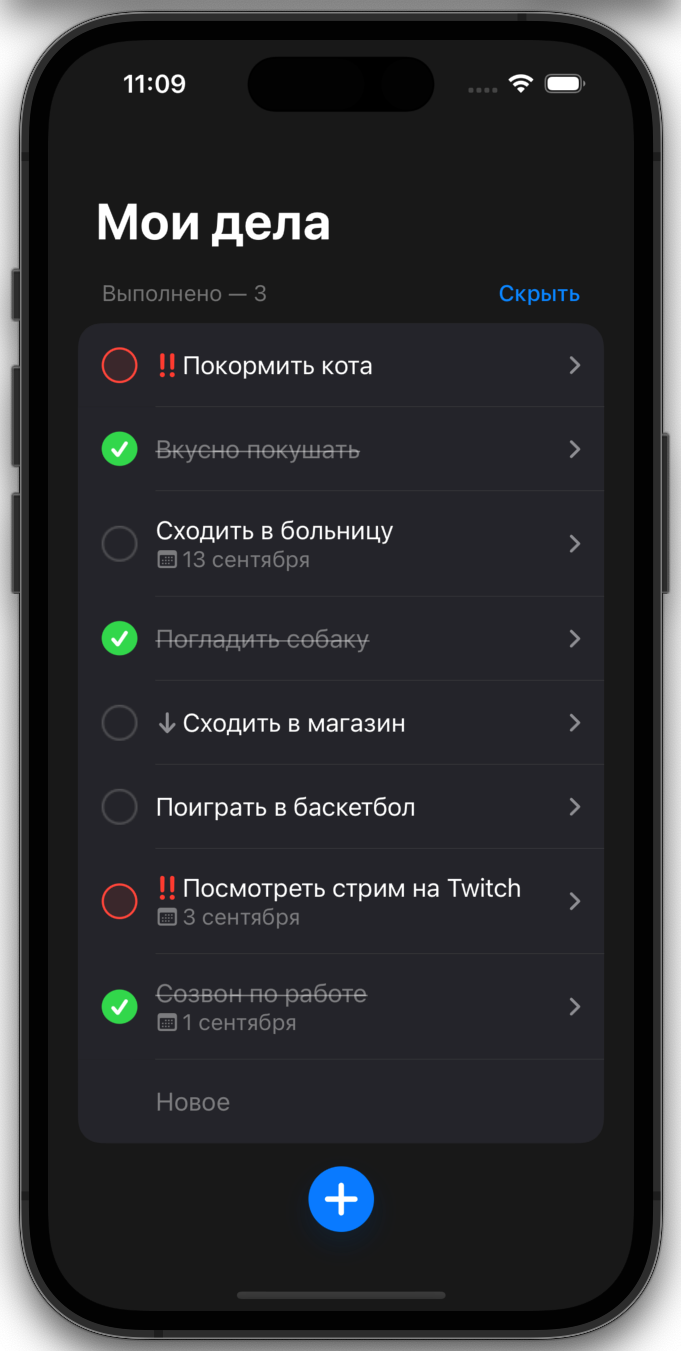 11:09
Мои дела
Выполнено — 3 Скрыть
‼Покормить кота
Вкусно покушать
Сходить в больницу
13 сентября
Погладить собаку
↓ Сходить в магазин
Поиграть в баскетбол
‼Посмотреть стрим на Twitch
3 сентября
Созвон по работе
1 сентября
Новое